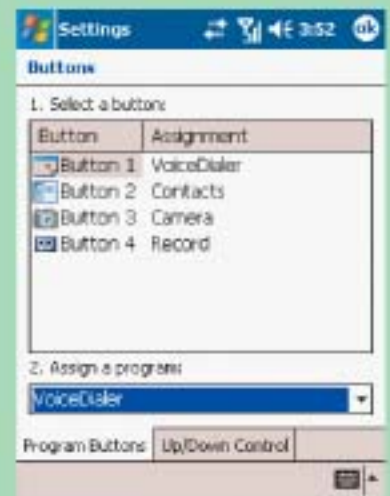 Settings 3:52 ok
Buttons
1. Select a button:
Button Assignment
Button 1 VoiceDialer
Button 2 Contacts
Button 3 Camera
Button 4 Record
2. Assign a program:
VoiceDialer
Program Buttons Up/Down Control